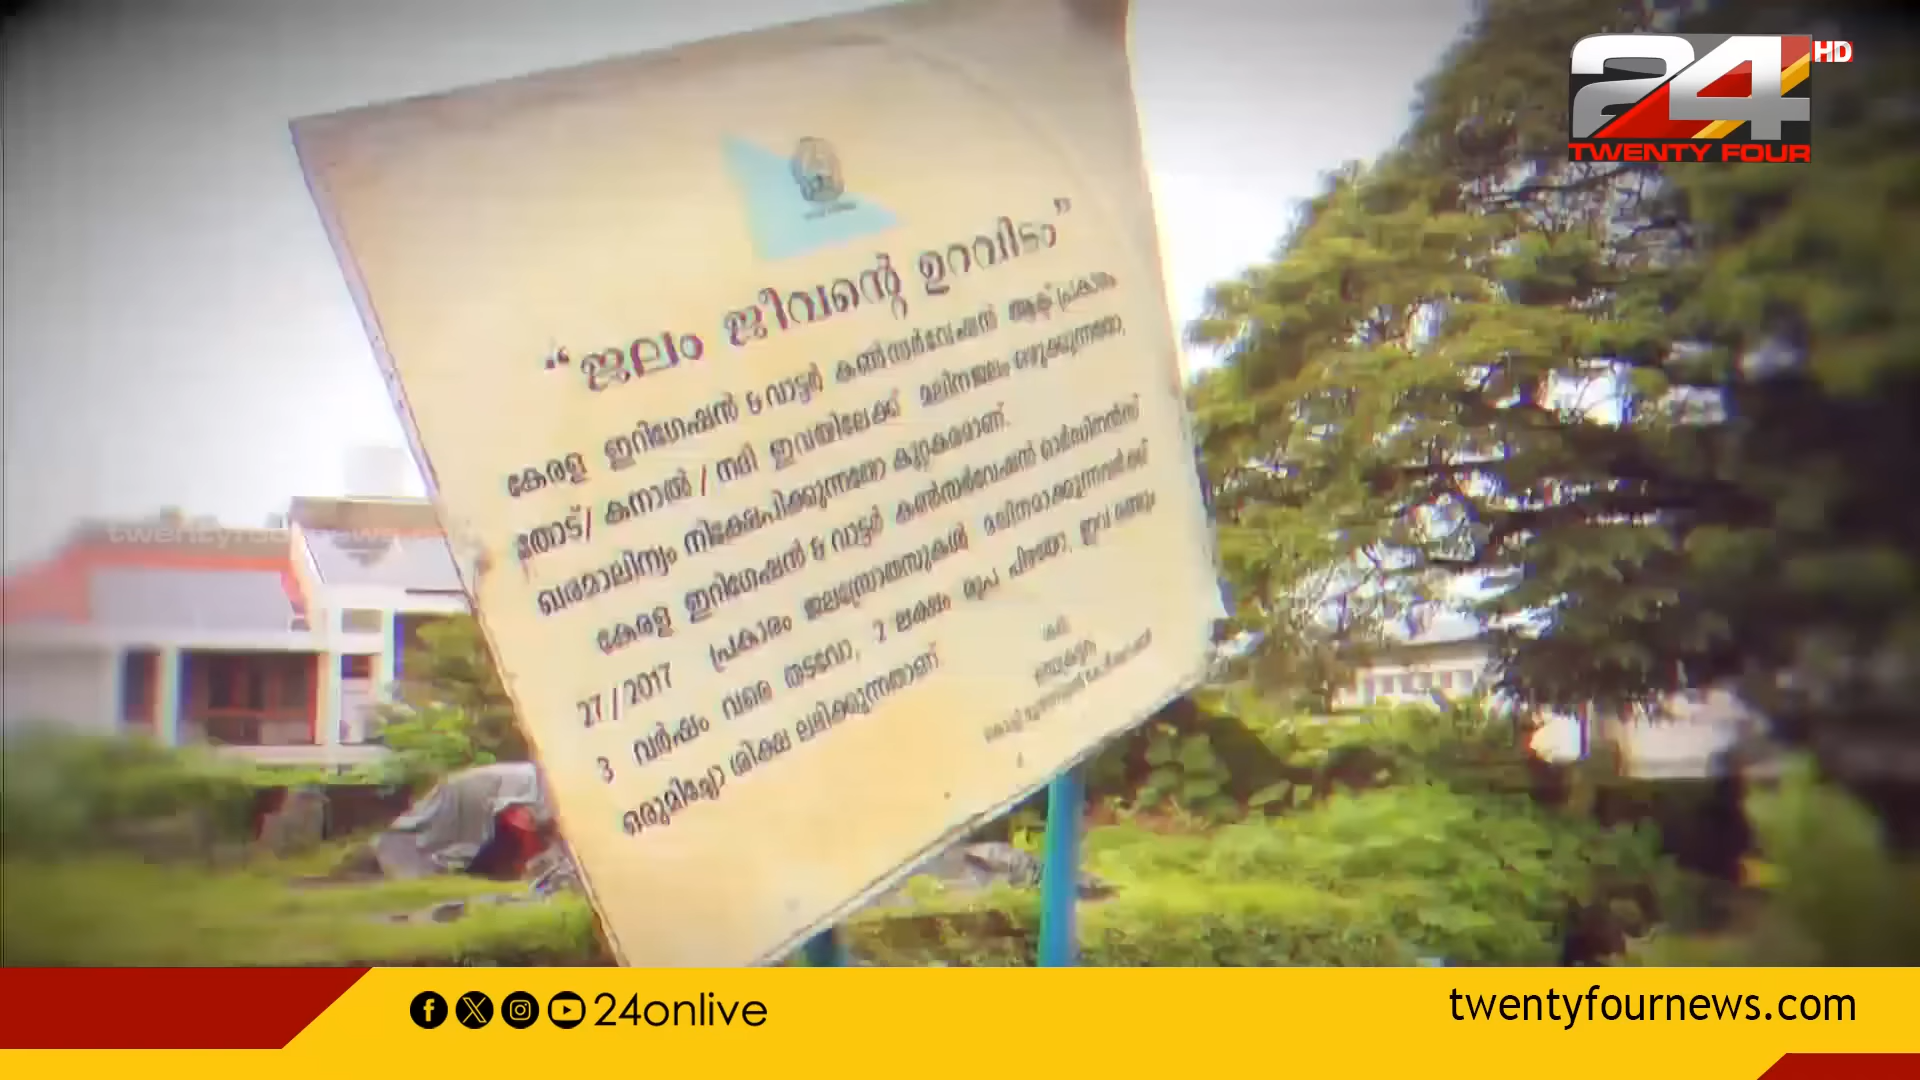 24 HD
TWENTY FOUR
“ജലം ജീവന്റെ ഉറവിടം”
കേരള ഇറിഗേഷൻ & വാട്ടർ കൺസർവേഷൻ ആക്ട് പ്രകാരം
തോട്/ കനാൽ / നദി ഇവയിലേക്ക് മലിനജലം ഒഴുക്കുന്നതോ,
ഖരമാലിന്യം നിക്ഷേപിക്കുന്നതോ കുറ്റകരമാണ്.
കേരള ഇറിഗേഷൻ & വാട്ടർ കൺസർവേഷൻ ഓർഡിനൻസ്
27/2017 പ്രകാരം ജലസ്രോതസുകൾ മലിനമാക്കുന്നവർക്ക്
3 വർഷം വരെ തടവോ, 2 ലക്ഷം രൂപ പിഴയോ, ഇവ രണ്ടും
ഒരുമിച്ചോ ശിക്ഷ ലഭിക്കുന്നതാണ്
twentyfournews.com
24onlive
twentyfournews.com